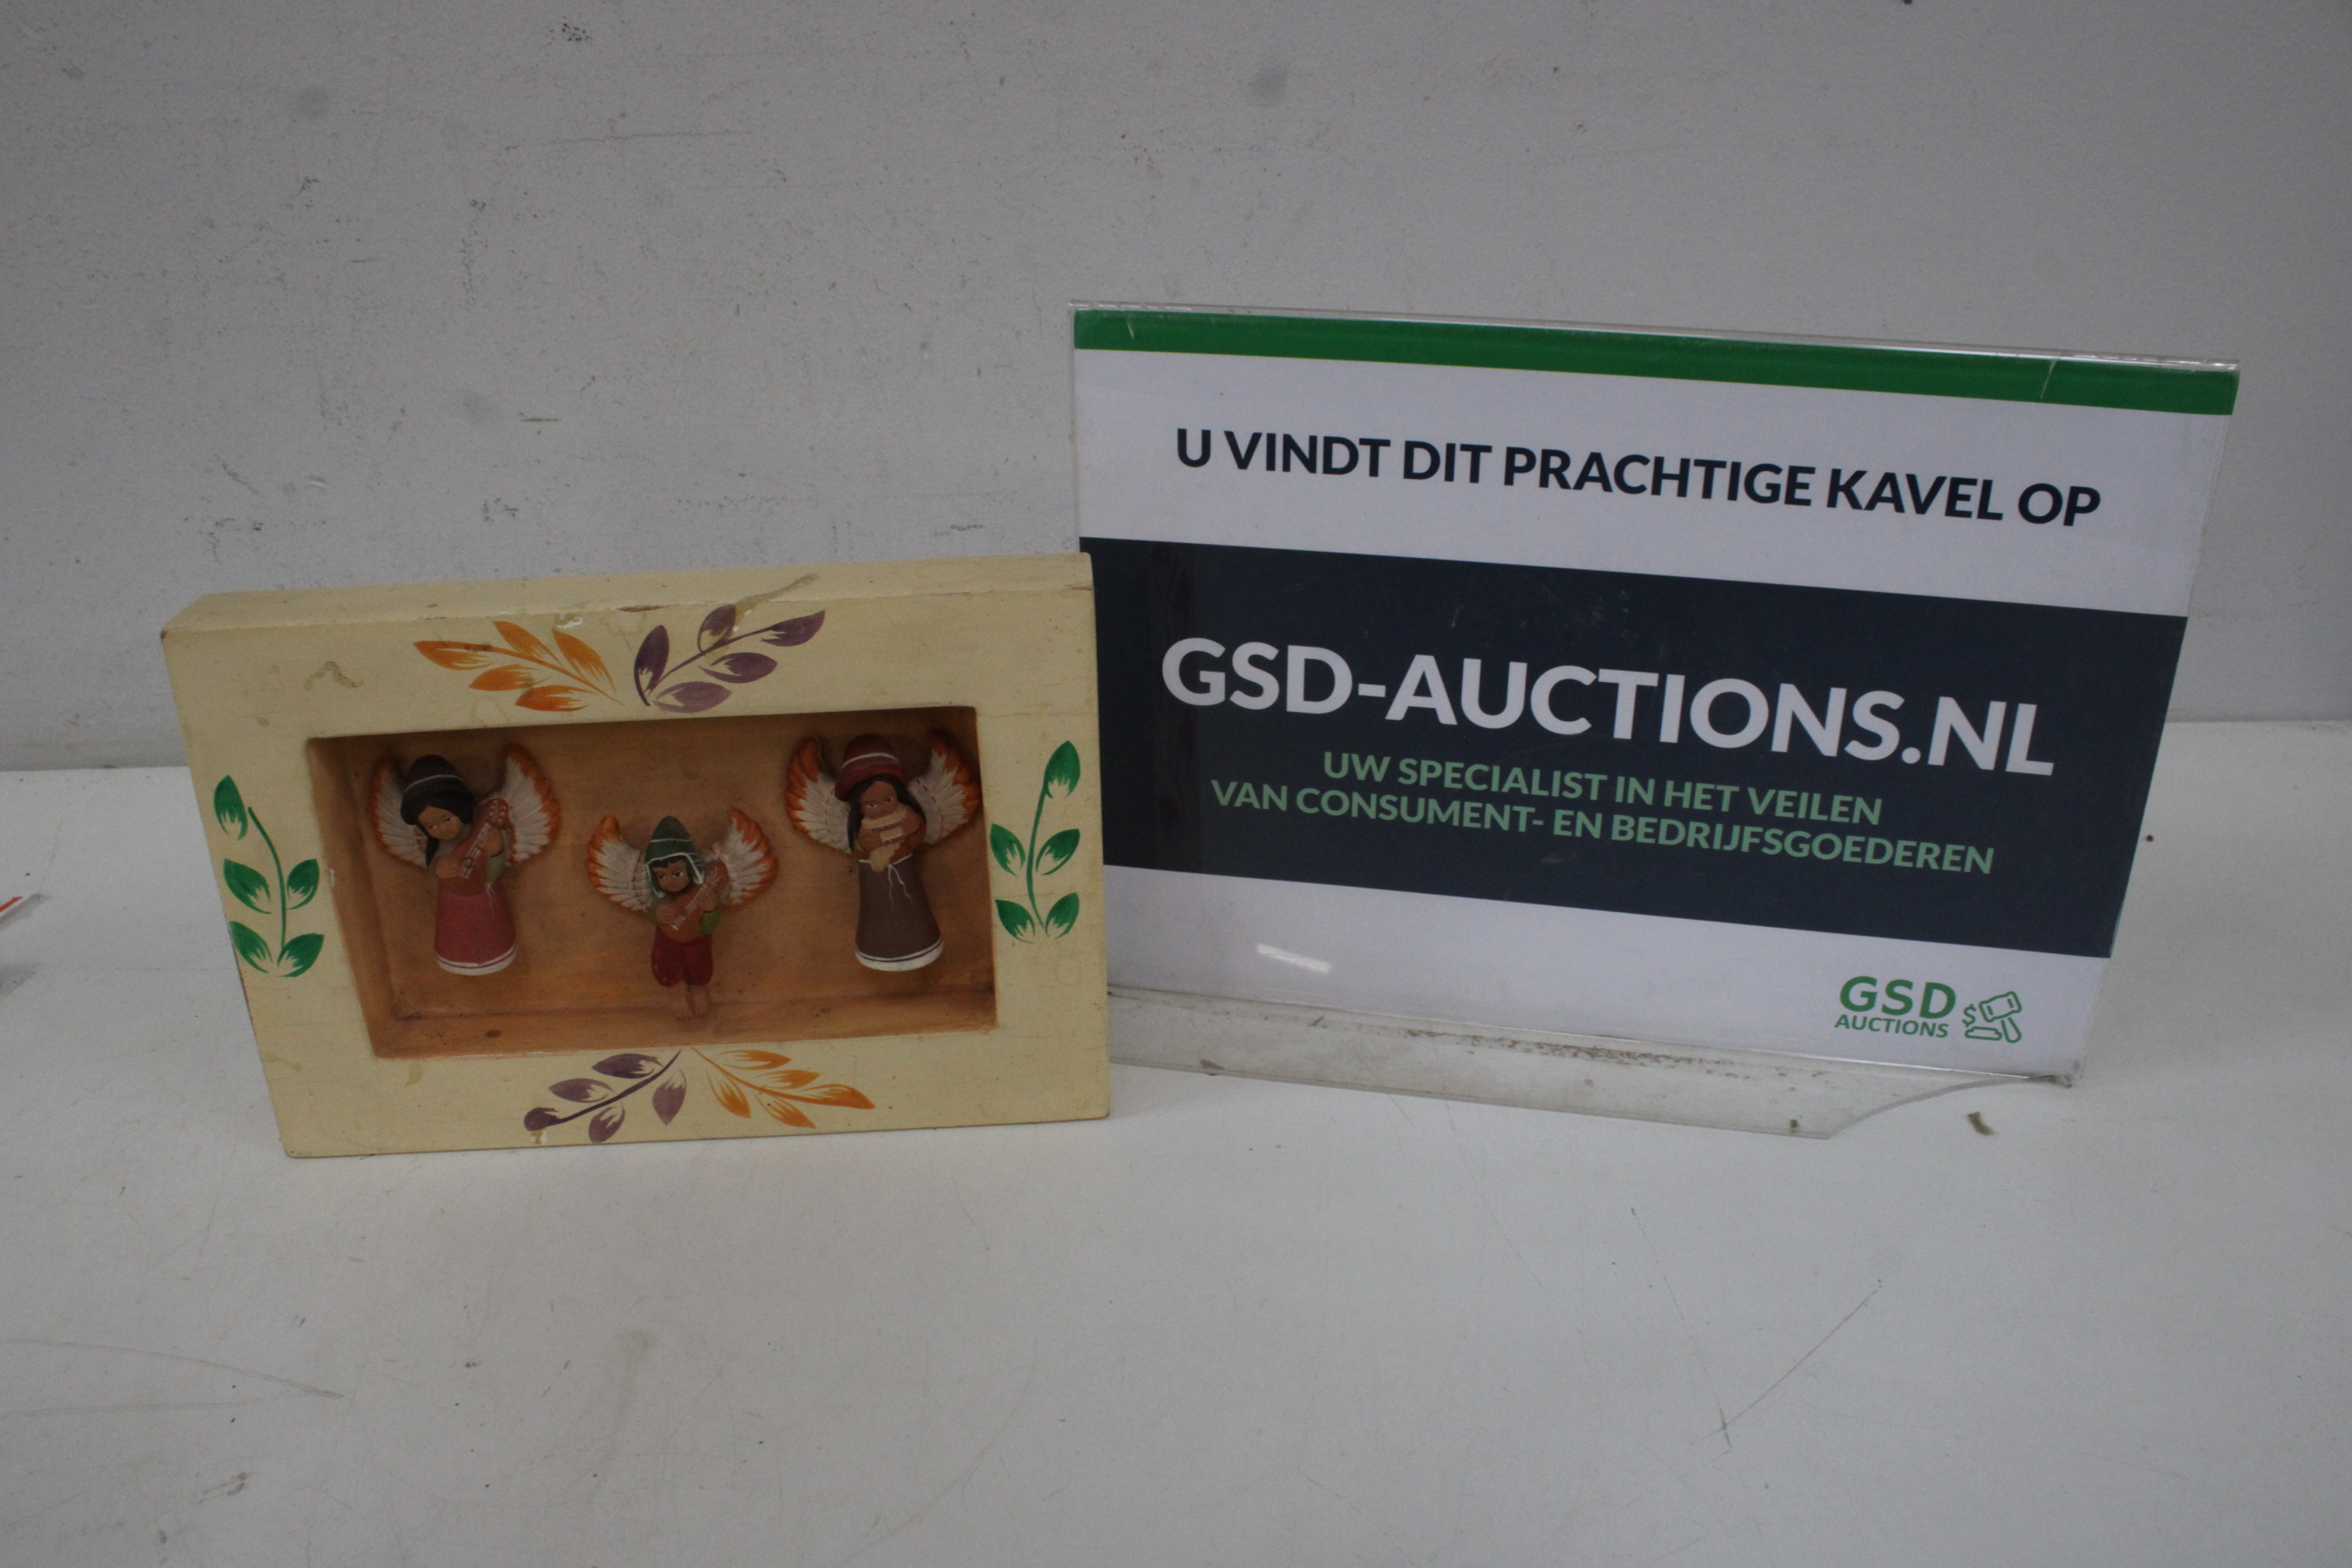 U VINDT DIT PRACHTIGE KAVEL OP
GSD-AUCTIONS.NL
UW SPECIALIST IN HET VEILEN
VAN CONSUMENT- EN BEDRIJFSGOEDEREN
GSD
AUCTIONS